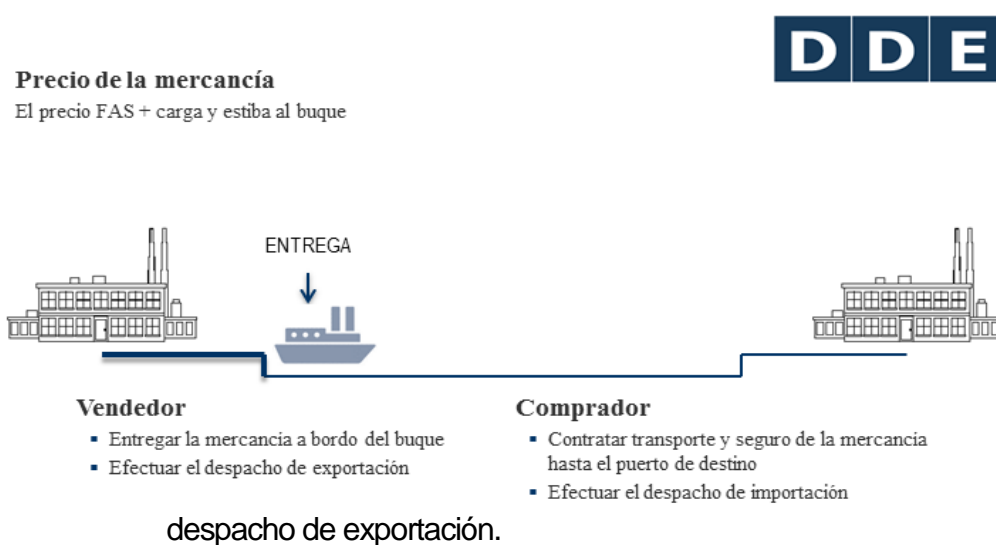 DDE
Precio de la mercancía
El precio FAS + carga y estiba al buque
ENTREGA
Vendedor
▪ Entregar la mercancia a bordo del buque
▪ Efectuar el despacho de exportación
Comprador
▪ Contratar transporte y seguro de la mercancia
hasta el puerto de destino
▪ Efectuar el despacho de importación
despacho de exportación.